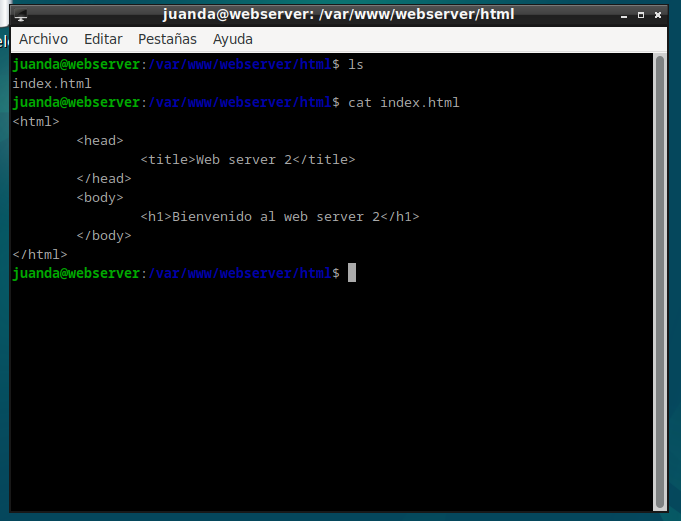 juanda@webserver: /var/www/webserver/html
Archivo Editar Pestañas Ayuda
juanda@webserver:/var/www/webserver/html$ ls
index.html
juanda@webserver:/var/www/webserver/html$ cat index.html
<html>
        <head>
                <title>Web server 2</title>
        </head>
        <body>
                <h1>Bienvenido al web server 2</h1>
        </body>
</html>
juanda@webserver:/var/www/webserver/html$